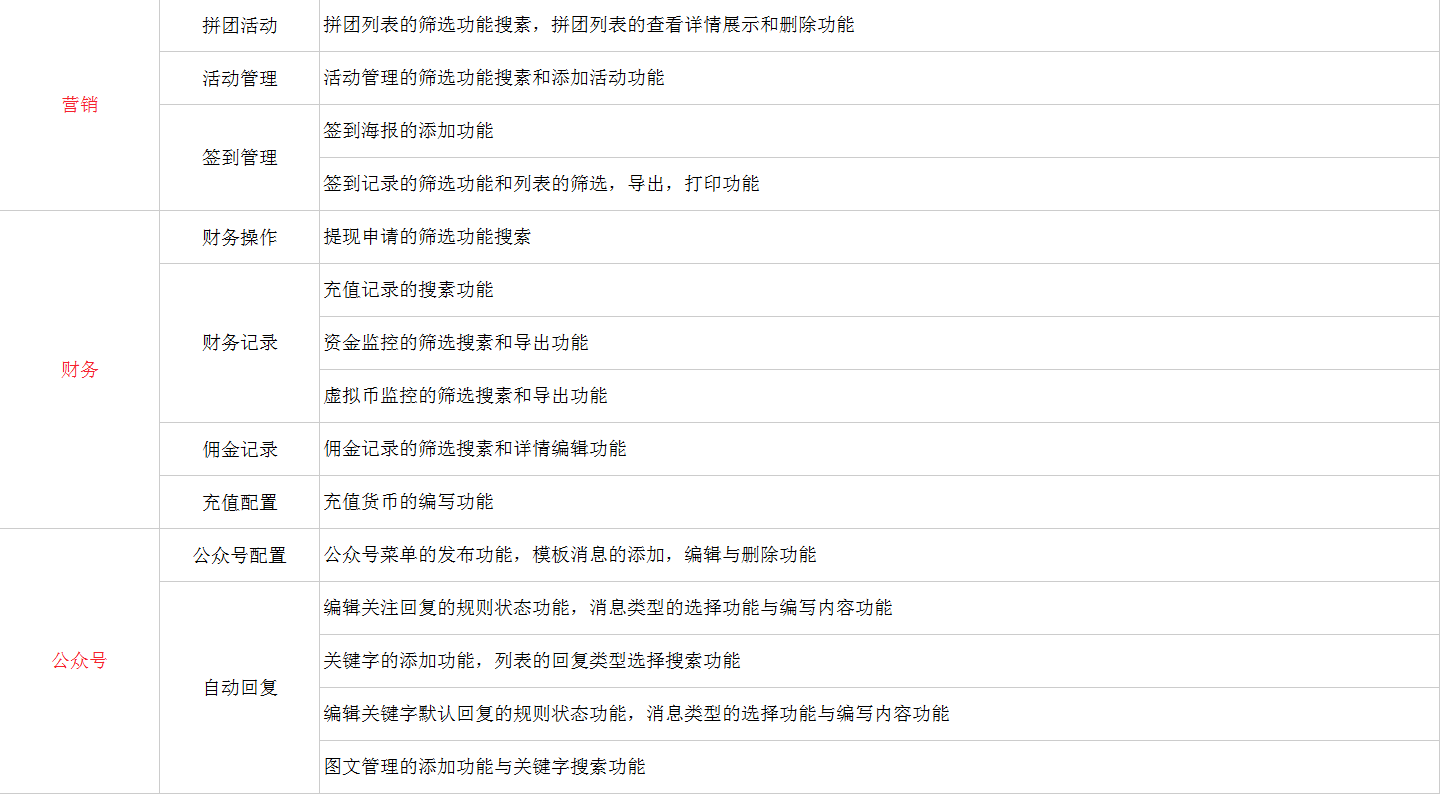 拼团活动
拼团列表的筛选功能搜素，拼团列表的查看详情展示和删除功能
营销
活动管理
活动管理的筛选功能搜素和添加活动功能
签到管理
签到海报的添加功能
签到记录的筛选功能和列表的筛选，导出，打印功能
财务
财务操作
提现申请的筛选功能搜索
财务记录
充值记录的搜素功能
资金监控的筛选搜素和导出功能
虚拟币监控的筛选搜素和导出功能
佣金记录
佣金记录的筛选搜素和详情编辑功能
充值配置
充值货币的编写功能
公众号
公众号配置
公众号菜单的发布功能，模板消息的添加，编辑与删除功能
自动回复
编辑关注回复的规则状态功能，消息类型的选择功能与编写内容功能
关键字的添加功能，列表的回复类型选择搜索功能
编辑关键字默认回复的规则状态功能，消息类型的选择功能与编写内容功能
图文管理的添加功能与关键字搜索功能